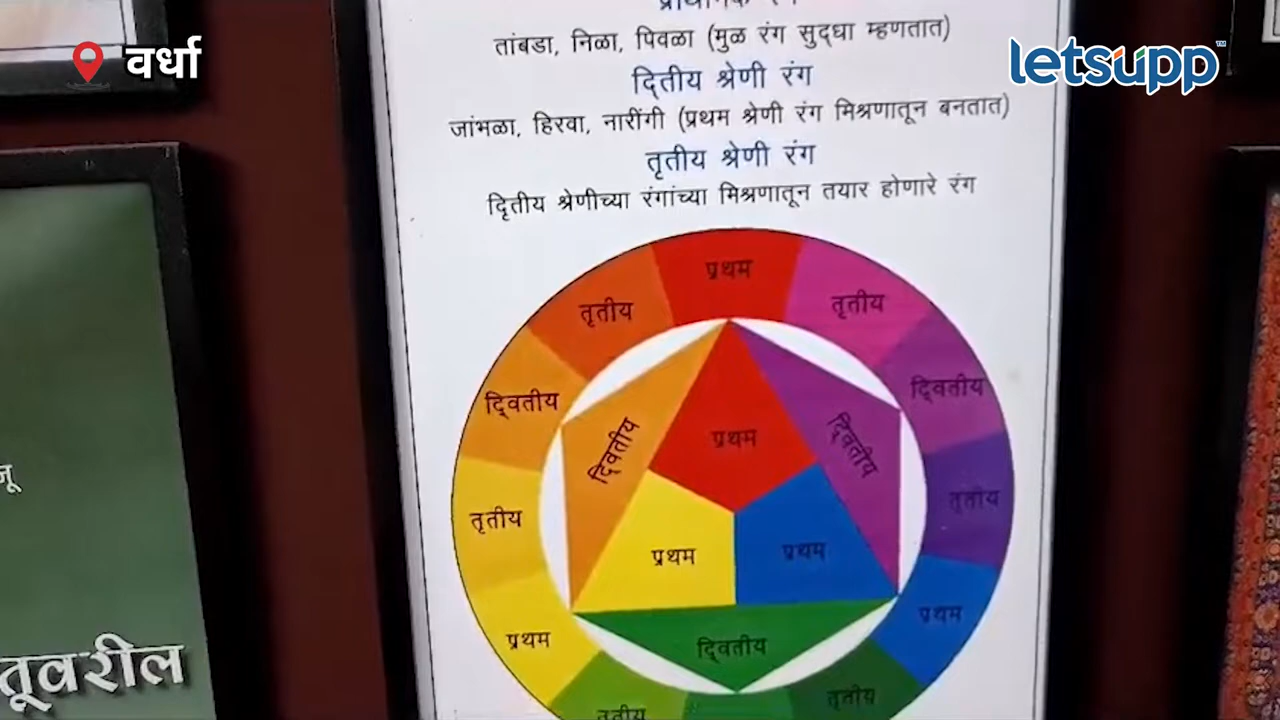 वर्धा
letsupp
TM
तांबडा, निळा, पिवळा (मुळ रंग सुद्धा म्हणतात)
द्वितीय श्रेणी रंग
जांभळा, हिरवा, नारींगी (प्रथम श्रेणी रंग मिश्रणातून बनतात)
तृतीय श्रेणी रंग
द्वितीय श्रेणीच्या रंगांच्या मिश्रणातून तयार होणारे रंग
प्रथम
तृतीय
तृतीय
द्वितीय
द्वितीय
द्वितीय
प्रथम
द्वितीय
तृतीय
तृतीय
प्रथम
प्रथम
प्रथम
प्रथम
द्वितीय
तृतीय
तृतीय
तूवरील